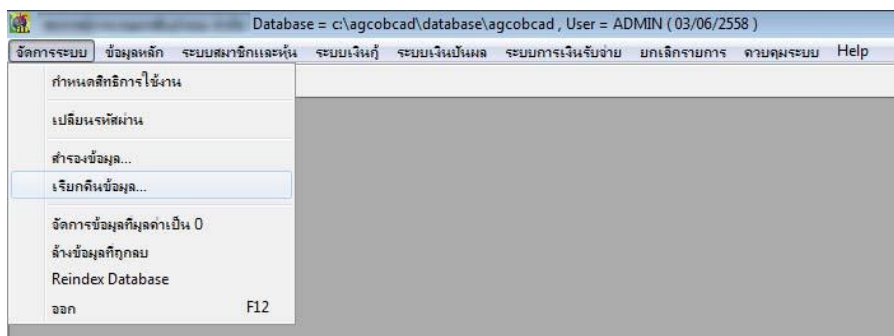 Database = c:\agcobcad\database\agcobcad , User = ADMIN ( 03/06/2558 )
จัดการระบบ ข้อมูลหลัก ระบบสมาชิกและหุ้น ระบบเงินกู้ ระบบเงินปันผล ระบบการเงินรับจ่าย ยกเลิกรายการ ควบคุมระบบ Help
กำหนดสิทธิการใช้งาน
เปลี่ยนรหัสผ่าน
สำรองข้อมูล...
เรียกคืนข้อมูล...
จัดการข้อมูลที่มูลค่าเป็น 0
ล้างข้อมูลที่ถูกลบ
Reindex Database
ออก F12